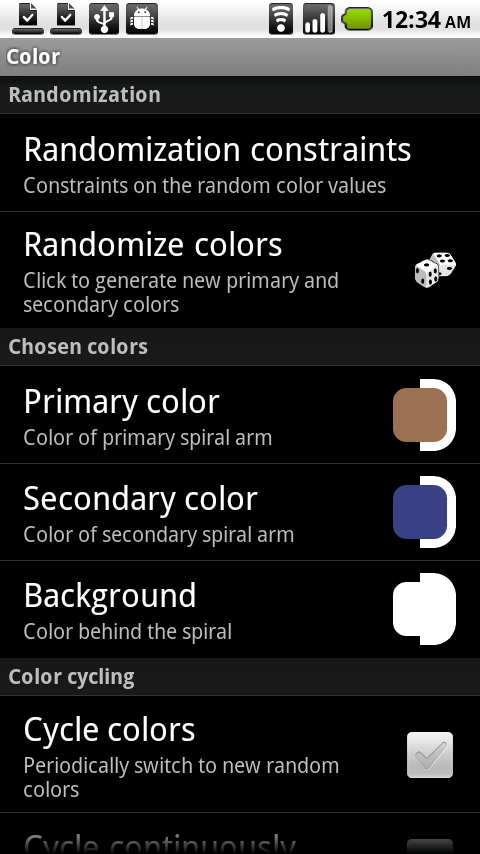 12:34 AM
Color
Randomization
Randomization constraints
Constraints on the random color values
Randomize colors
Click to generate new primary and
secondary colors
Chosen colors
Primary color
Color of primary spiral arm
Secondary color
Color of secondary spiral arm
Background
Color behind the spiral
Color cycling
Cycle colors
Periodically switch to new random
colors
Cycle continuously